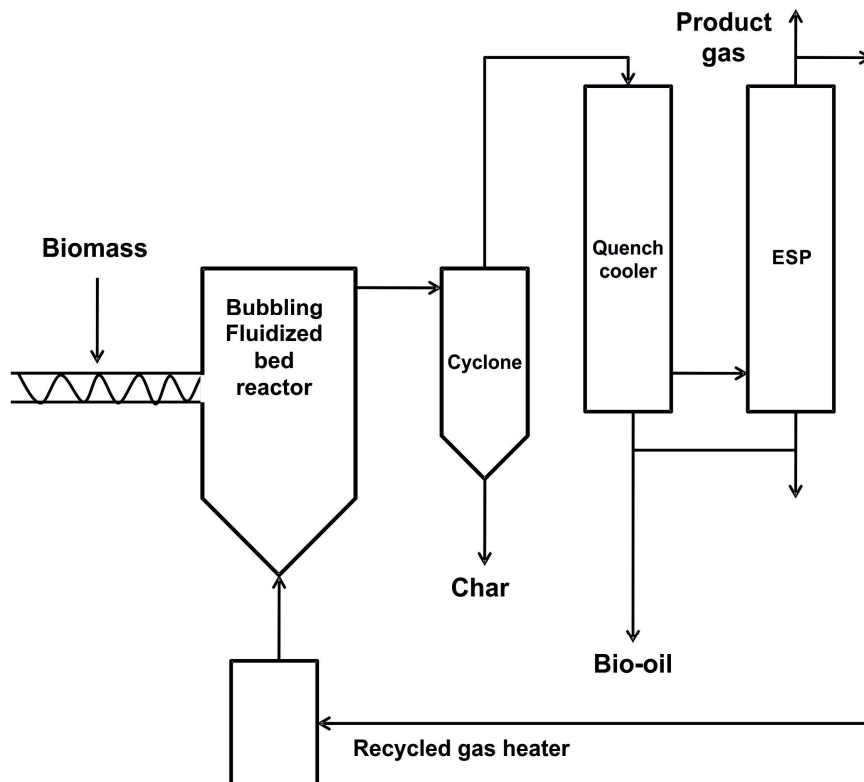 Product
gas
Biomass
Bubbling
Fluidized
bed
reactor
Cyclone
Quench
cooler
ESP
Char
Bio-oil
Recycled gas heater